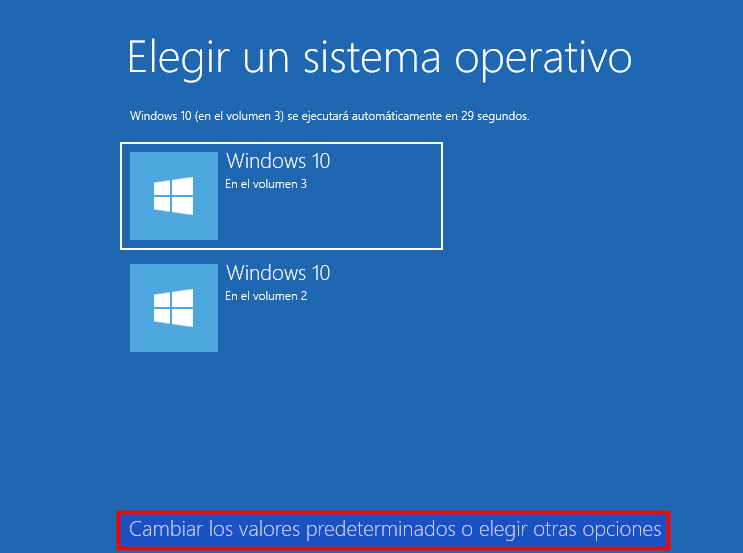 Elegir un sistema operativo
Windows 10 (en el volumen 3) se ejecutará automáticamente en 29 segundos.
Windows 10
En el volumen 3
Windows 10
En el volumen 2
Cambiar los valores predeterminados o elegir otras opciones